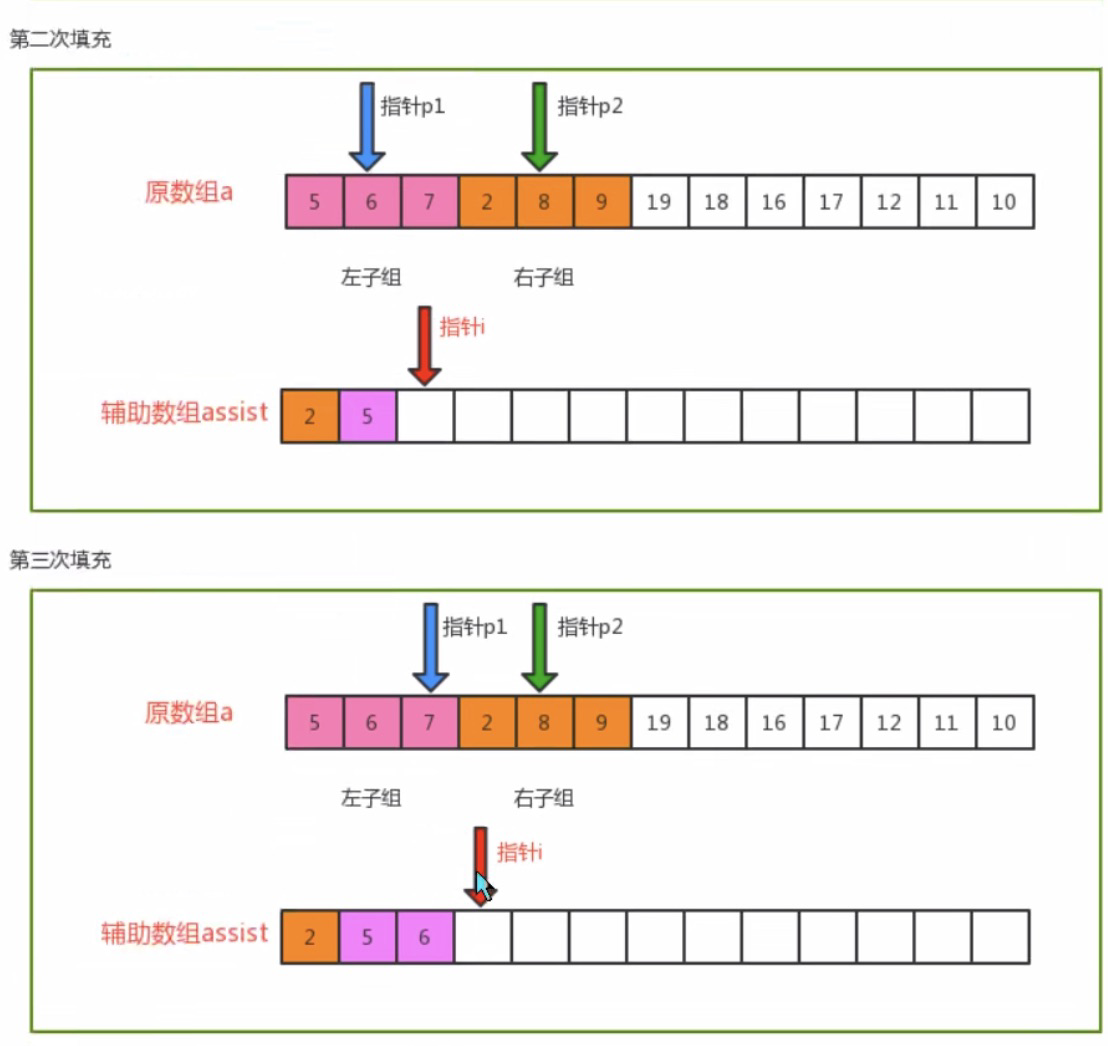 第二次填充
指针p1 指针p2
原数组a 5 6 7 2 8 9 19 18 16 17 12 11 10
左子组 右子组
指针i
辅助数组assist 2 5
第三次填充
指针p1 指针p2
原数组a 5 6 7 2 8 9 19 18 16 17 12 11 10
左子组 右子组
指针i
辅助数组assist 2 5 6